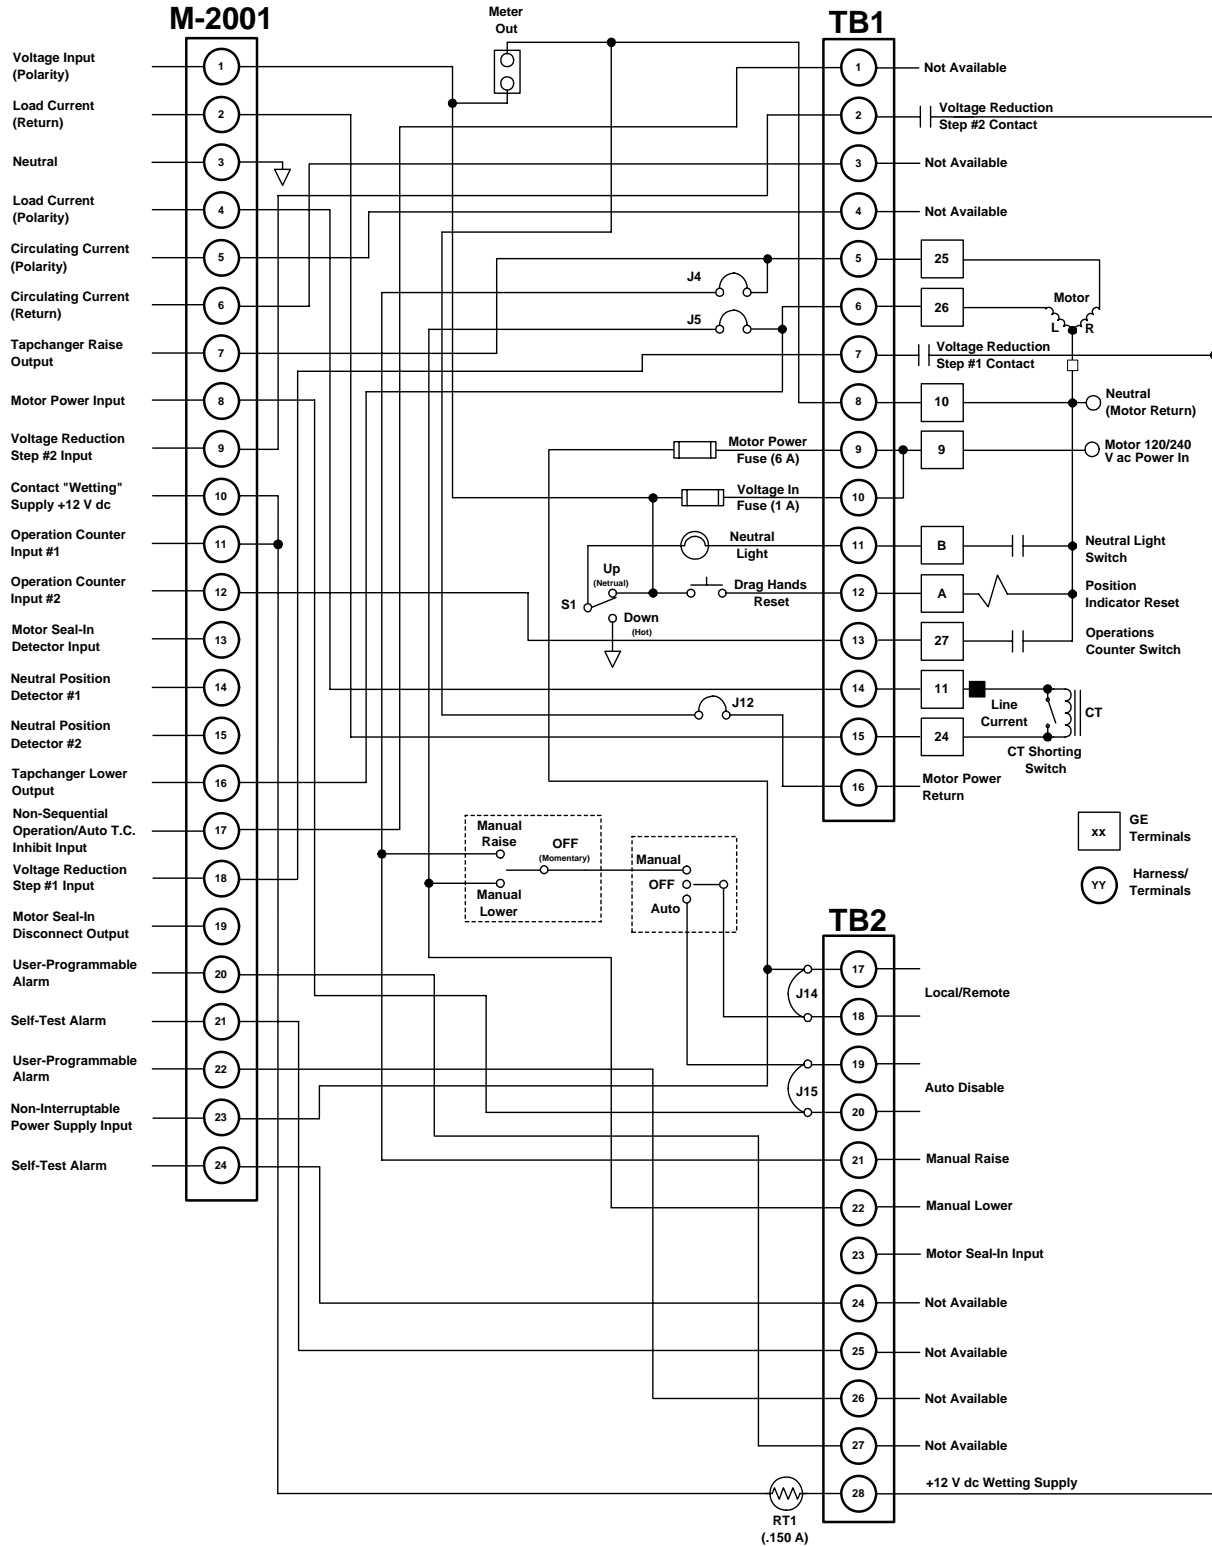 M-2001
Voltage Input
(Polarity)
1
Load Current
(Return)
2
Neutral
3
Load Current
(Polarity)
4
Circulating Current
(Polarity)
5
Circulating Current
(Return)
6
Tapchanger Raise
Output
7
Motor Power Input
8
Voltage Reduction
Step #2 Input
9
Contact "Wetting"
Supply +12 V dc
10
Operation Counter
Input #1
11
Operation Counter
Input #2
12
Motor Seal-In
Detector Input
13
Neutral Position
Detector #1
14
Neutral Position
Detector #2
15
Tapchanger Lower
Output
16
Non-Sequential
Operation/Auto T.C.
Inhibit Input
17
Voltage Reduction
Step #1 Input
18
Motor Seal-In
Disconnect Output
19
User-Programmable
Alarm
20
Self-Test Alarm
21
User-Programmable
Alarm
22
Non-Interruptable
Power Supply Input
23
Self-Test Alarm
24
Meter
Out
J4
J5
Motor Power
Fuse (6 A)
Voltage In
Fuse (1 A)
Neutral
Light
Up
(Netrual)
S1
Down
(Hot)
Drag Hands
Reset
J12
Manual
Raise
OFF
(Momentary)
Manual
Lower
Manual
OFF
Auto
TB1
1
Not Available
2
Voltage Reduction
Step #2 Contact
3
Not Available
4
Not Available
5
25
6
26
Motor
L
R
7
Voltage Reduction
Step #1 Contact
8
10
Neutral
(Motor Return)
9
9
Motor 120/240
V ac Power In
10
11
B
Neutral Light
Switch
12
A
Position
Indicator Reset
13
27
Operations
Counter Switch
14
11
Line
Current
CT
15
24
CT Shorting
Switch
16
Motor Power
Return
xx
GE
Terminals
YY
Harness/
Terminals
TB2
17
J14
Local/Remote
18
19
J15
Auto Disable
20
21
Manual Raise
22
Manual Lower
23
Motor Seal-In Input
24
Not Available
25
Not Available
26
Not Available
27
Not Available
28
+12 V dc Wetting Supply
RT1
(.150 A)